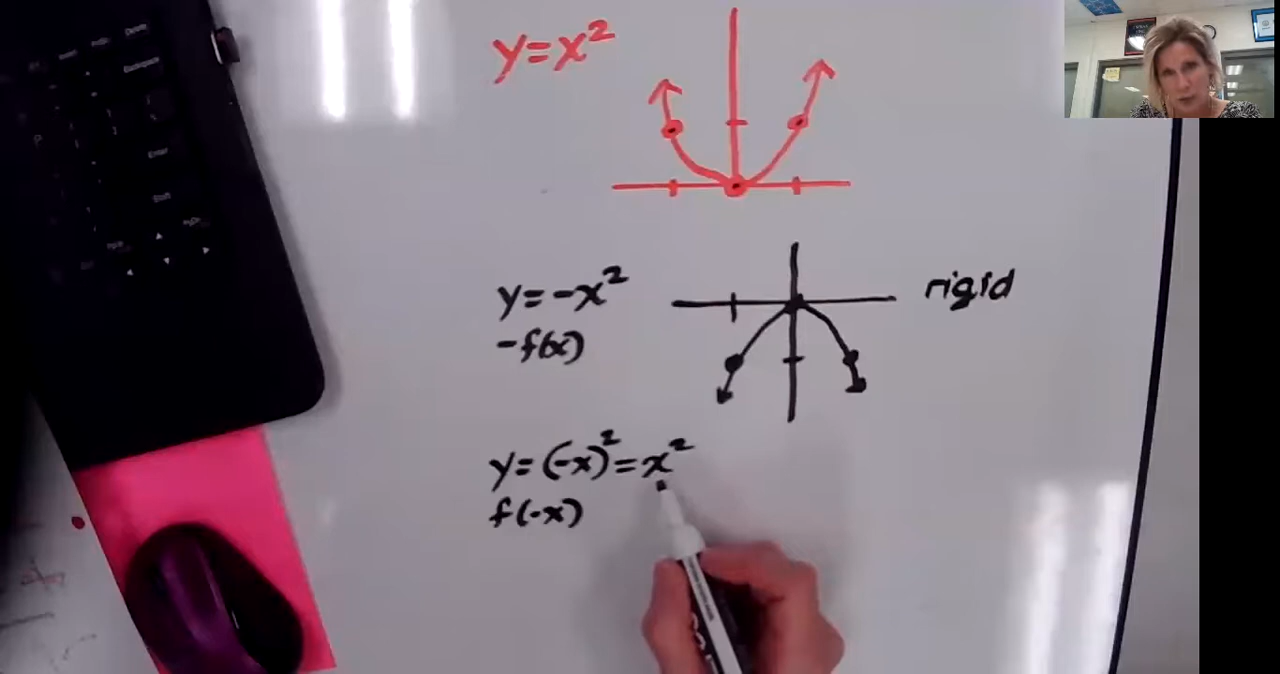 y=x²
y=-x²
rigid
-f(x)
y=(-x)²=x²
f(-x)